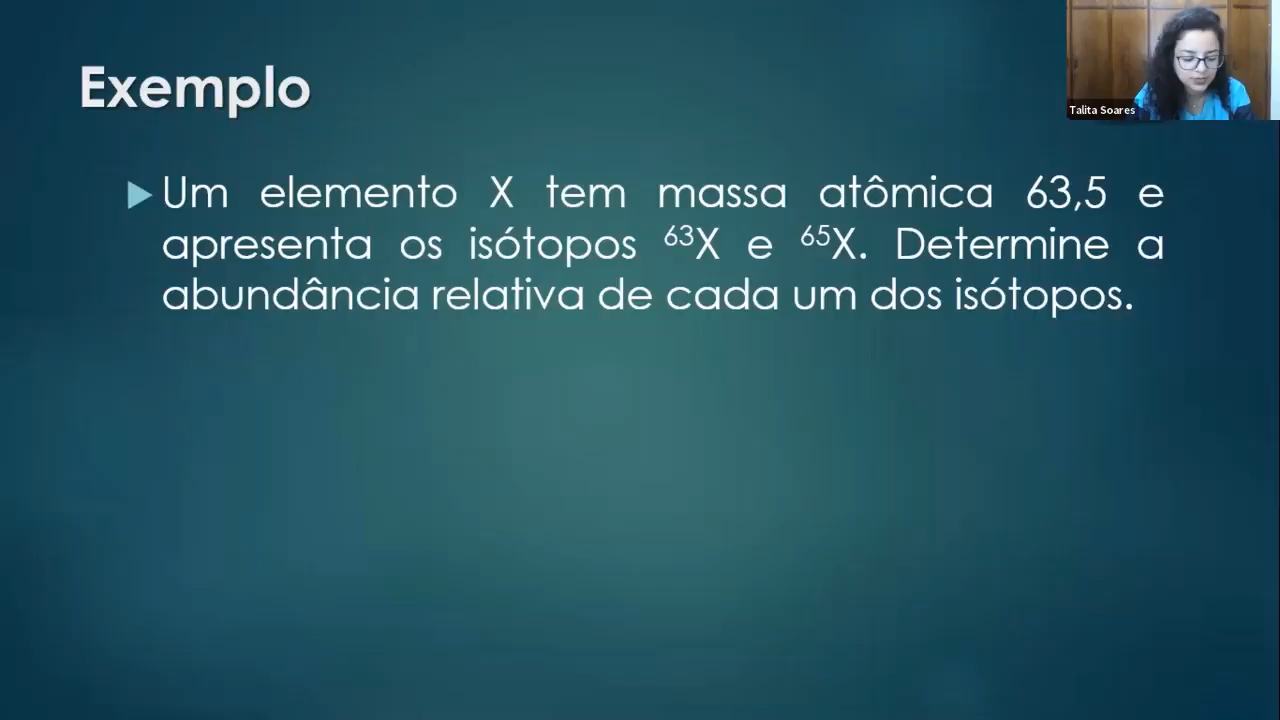 Exemplo
Talita Soares
Um elemento X tem massa atômica 63,5 e
apresenta os isótopos ⁶³X e ⁶⁵X. Determine a
abundância relativa de cada um dos isótopos.